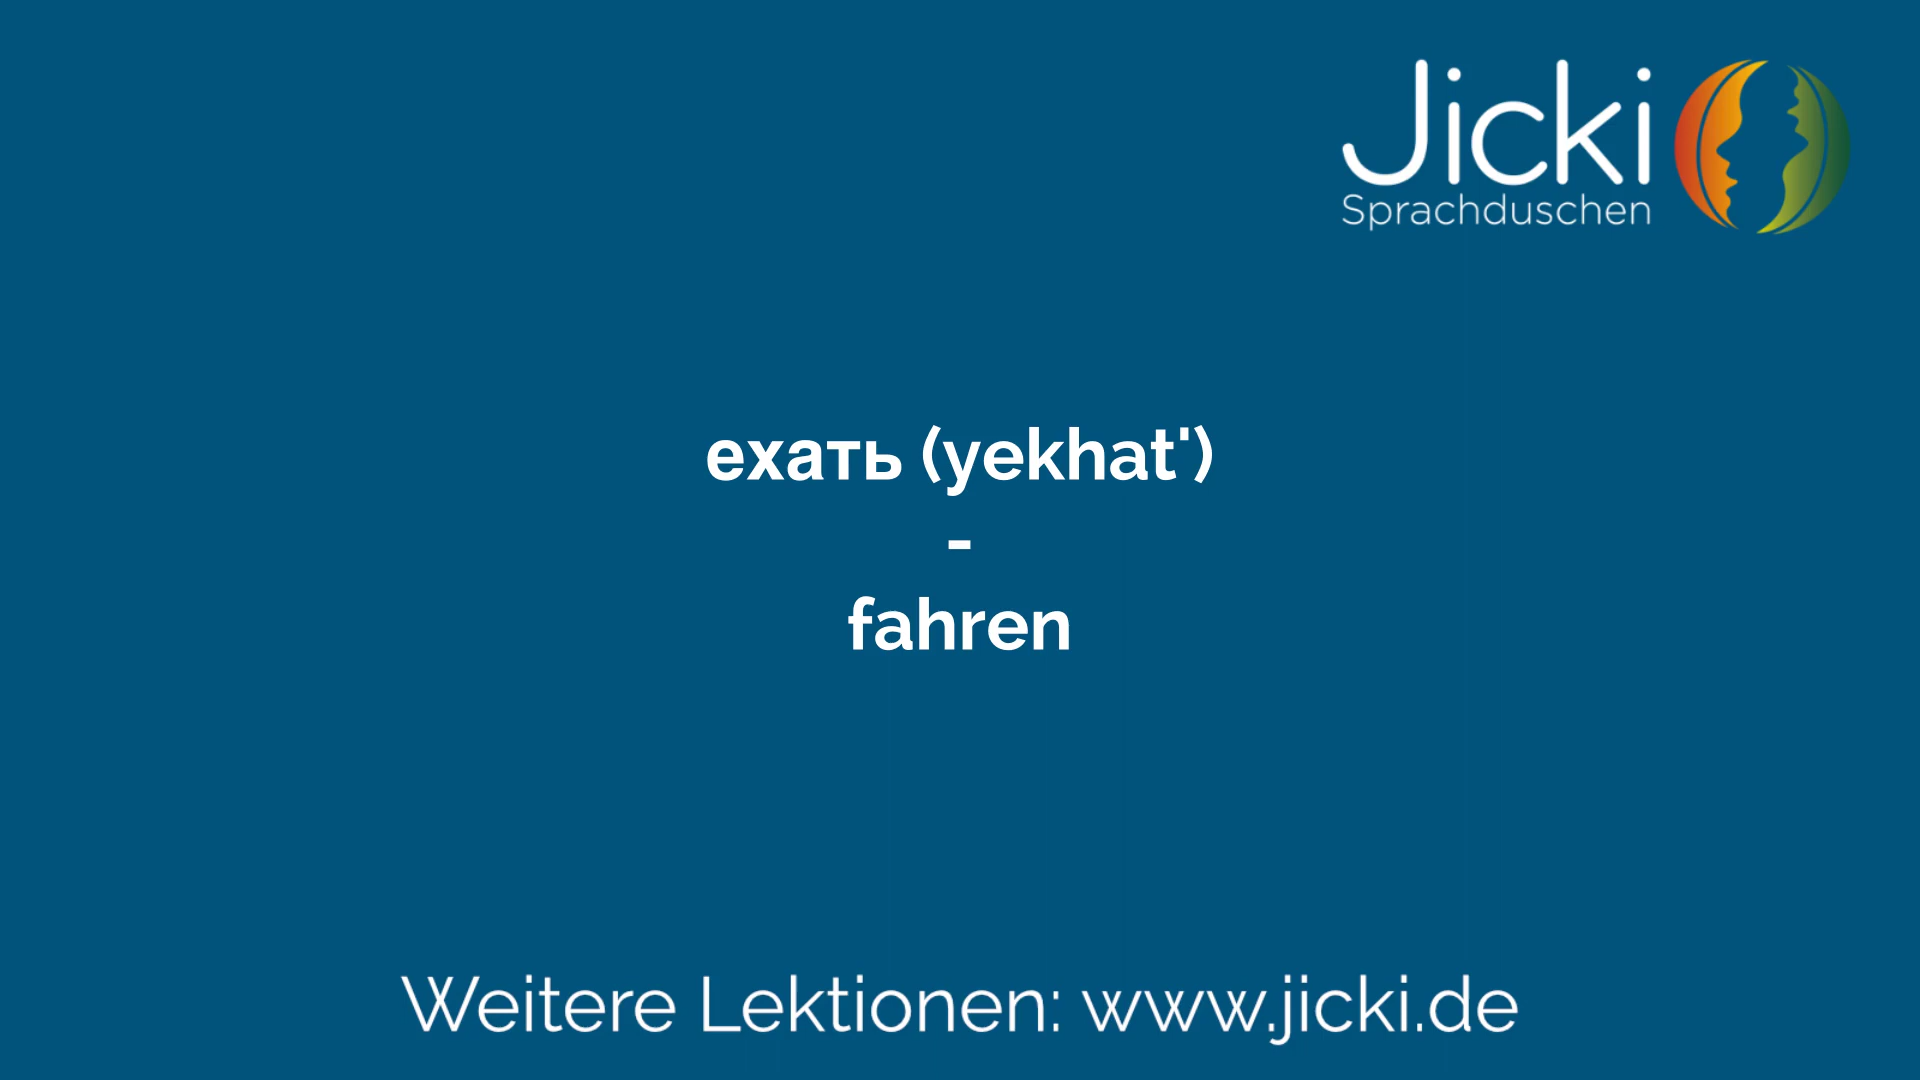 Jicki
Sprachduschen
ехать (yekhat')
-
fahren
Weitere Lektionen: www.jicki.de